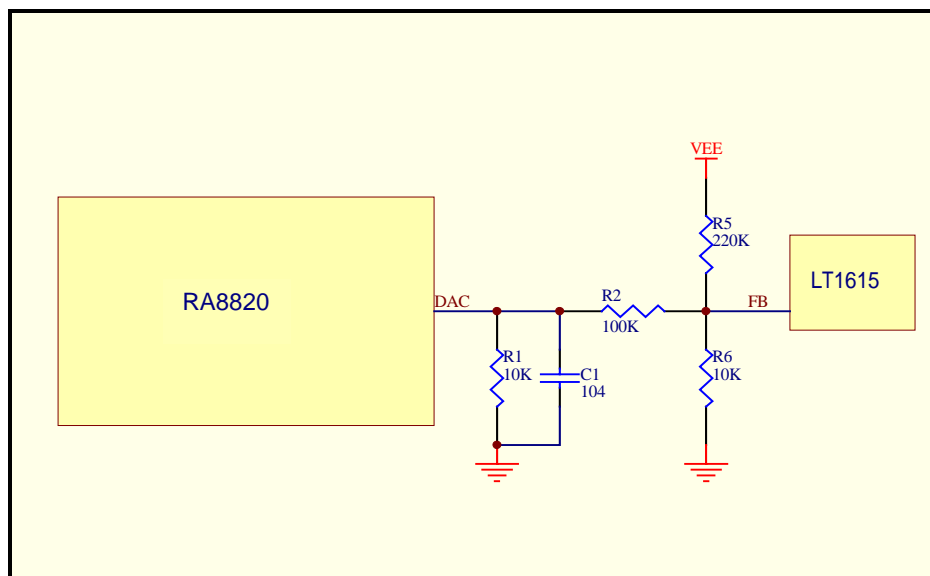 VEE
R5
220K
LT1615
RA8820
DAC
R2
100K
FB
R1
10K
C1
104
R6
10K